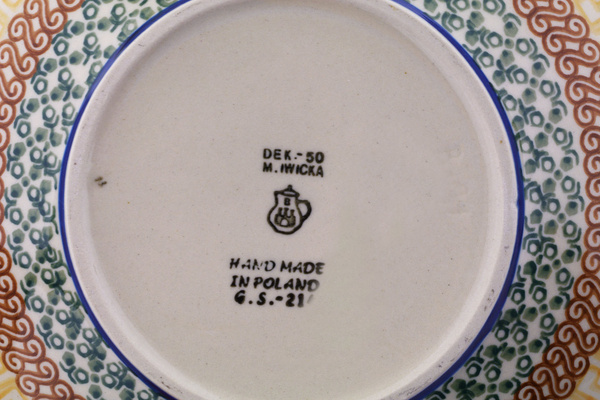 DEK.-50
M.IWICKA
HAND MADE
IN POLAND
G.S.-21